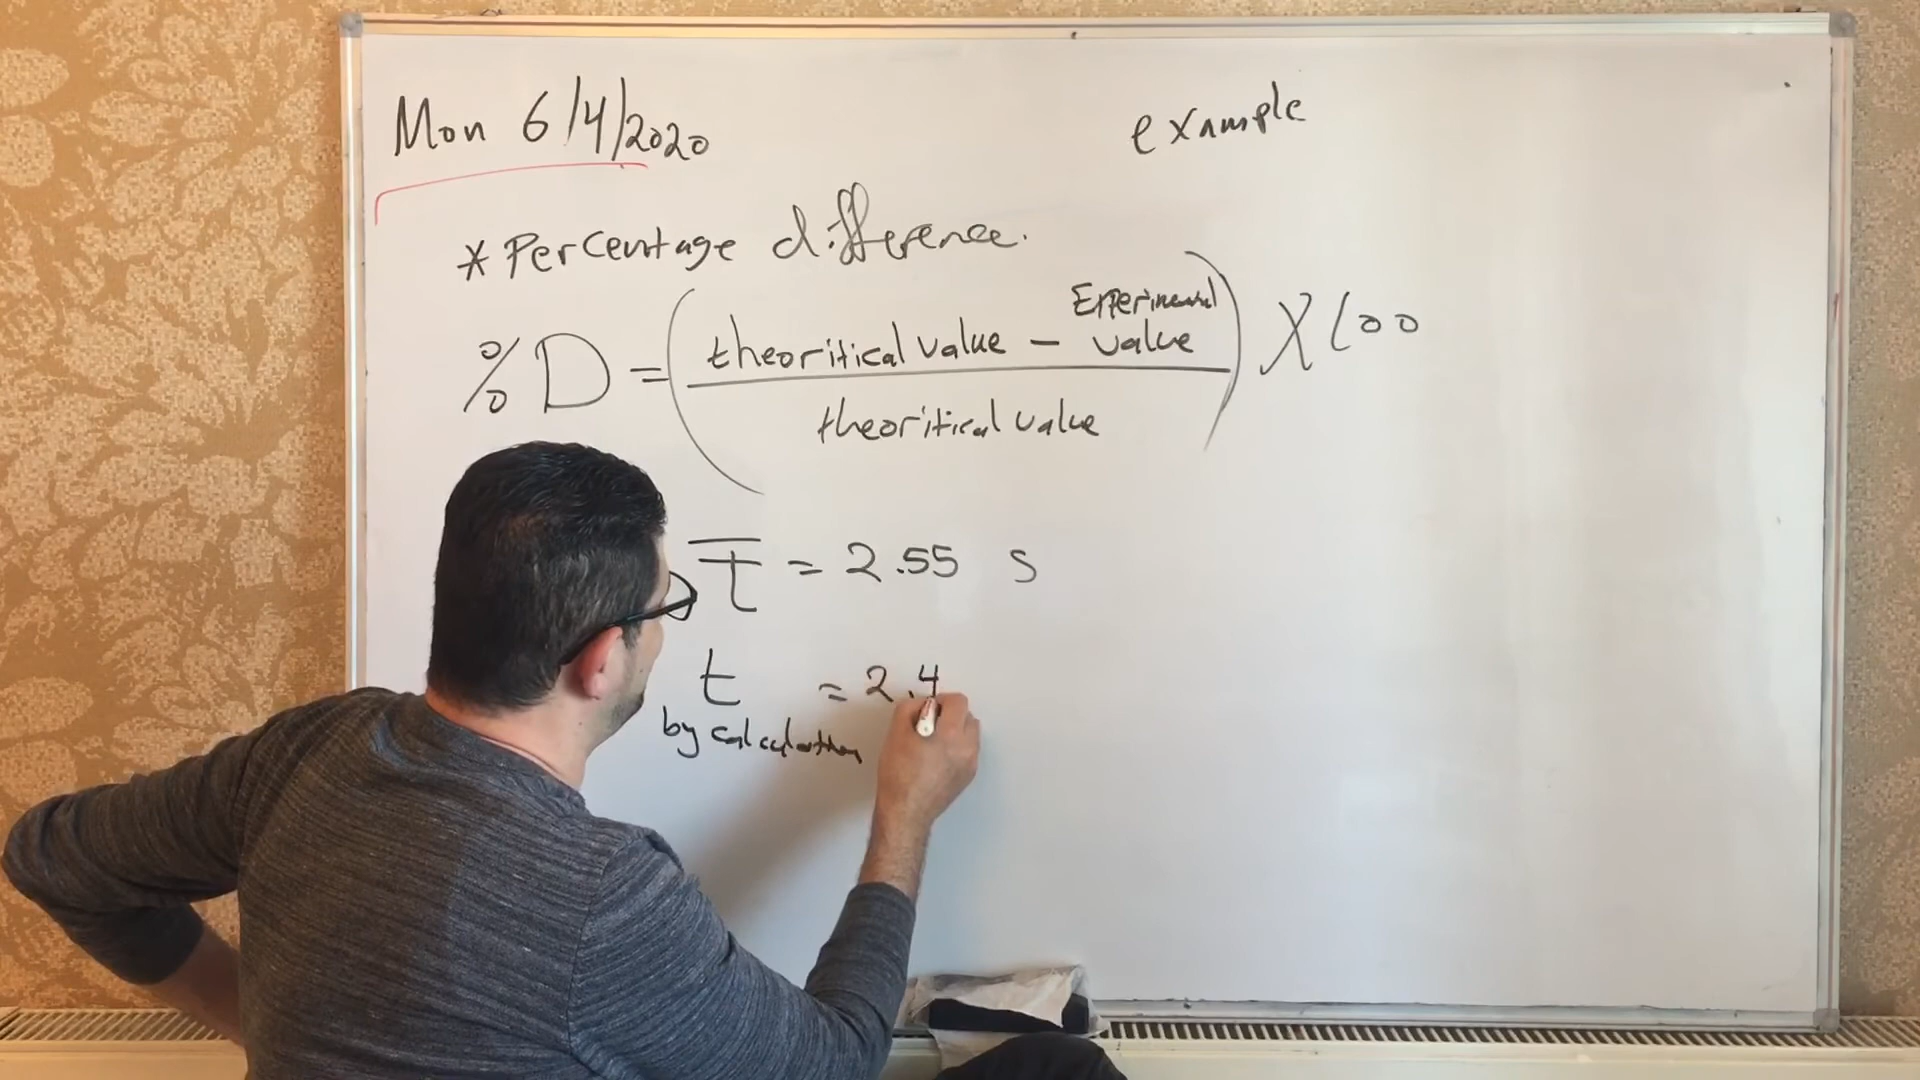 Mon 6/4/2020
example
* Percentage difference.
%D = (theoritical value - Experimental value / theoritical value) X 100
t̅ = 2.55 s
t = 2.4
by calculation